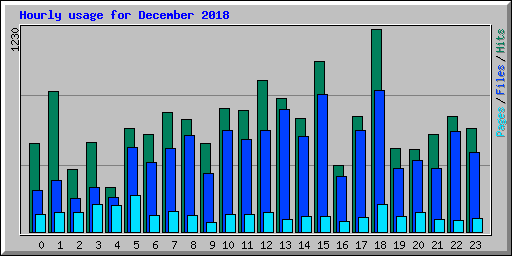 Hourly usage for December 2018
1230
Pages/Files/Hits
0 1 2 3 4 5 6 7 8 9 10 11 12 13 14 15 16 17 18 19 20 21 22 23